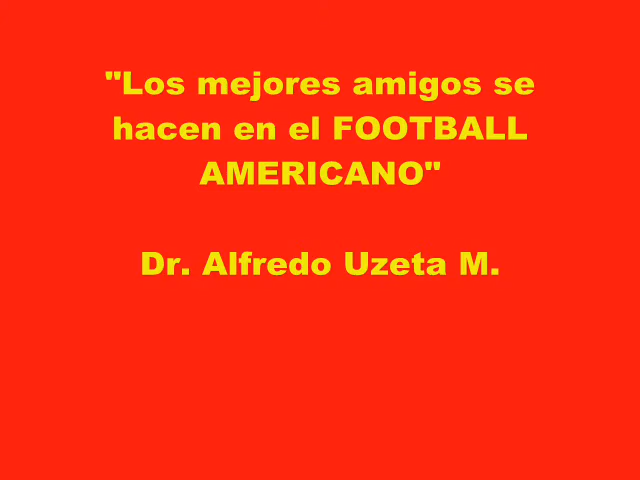 "Los mejores amigos se
hacen en el FOOTBALL
AMERICANO"
Dr. Alfredo Uzeta M.